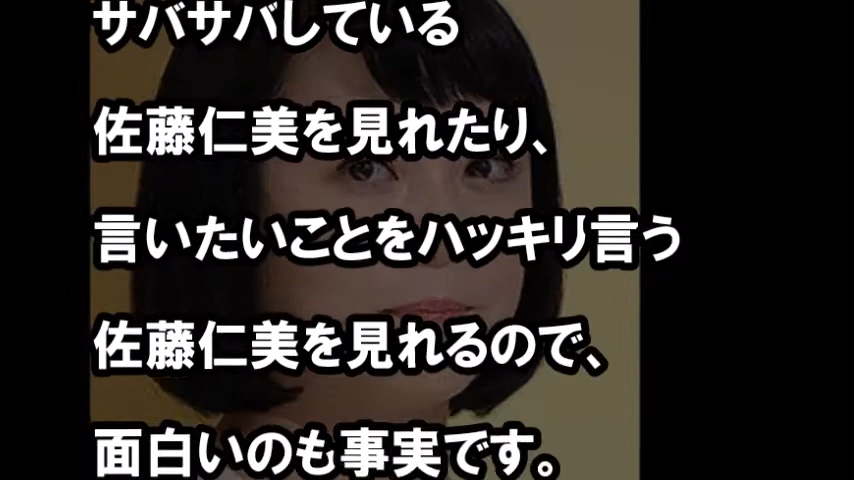 サバサバしている
佐藤仁美を見れたり、
言いたいことをハッキリ言う
佐藤仁美を見れるので、
面白いのも事実です。